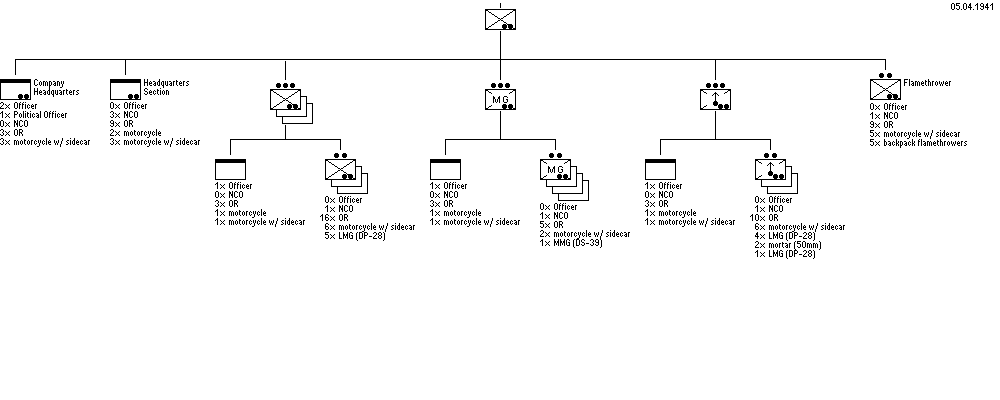 05.04.1941
Company
Headquarters
2x Officer
1x Political Officer
0x NCO
3x OR
3x motorcycle w/ sidecar
Headquarters
Section
0x Officer
3x NCO
9x OR
2x motorcycle
3x motorcycle w/ sidecar
1x Officer
0x NCO
3x OR
1x motorcycle
1x motorcycle w/ sidecar
0x Officer
1x NCO
16x OR
6x motorcycle w/ sidecar
5x LMG (DP-28)
MG
1x Officer
0x NCO
3x OR
1x motorcycle
1x motorcycle w/ sidecar
MG
0x Officer
1x NCO
5x OR
2x motorcycle w/ sidecar
1x MMG (DS-39)
1x Officer
0x NCO
3x OR
1x motorcycle
1x motorcycle w/ sidecar
0x Officer
1x NCO
10x OR
6x motorcycle w/ sidecar
4x LMG (DP-28)
2x mortar (50mm)
1x LMG (DP-28)
Flamethrower
0x Officer
1x NCO
9x OR
5x motorcycle w/ sidecar
5x backpack flamethrowers